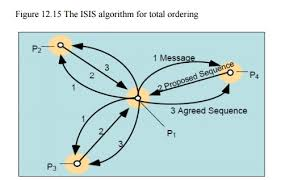 Figure 12.15 The ISIS algorithm for total ordering
P2
1 Message
3
2
P4
2 Proposed Sequence
1
3 Agreed Sequence
1
P1
2
3
P3